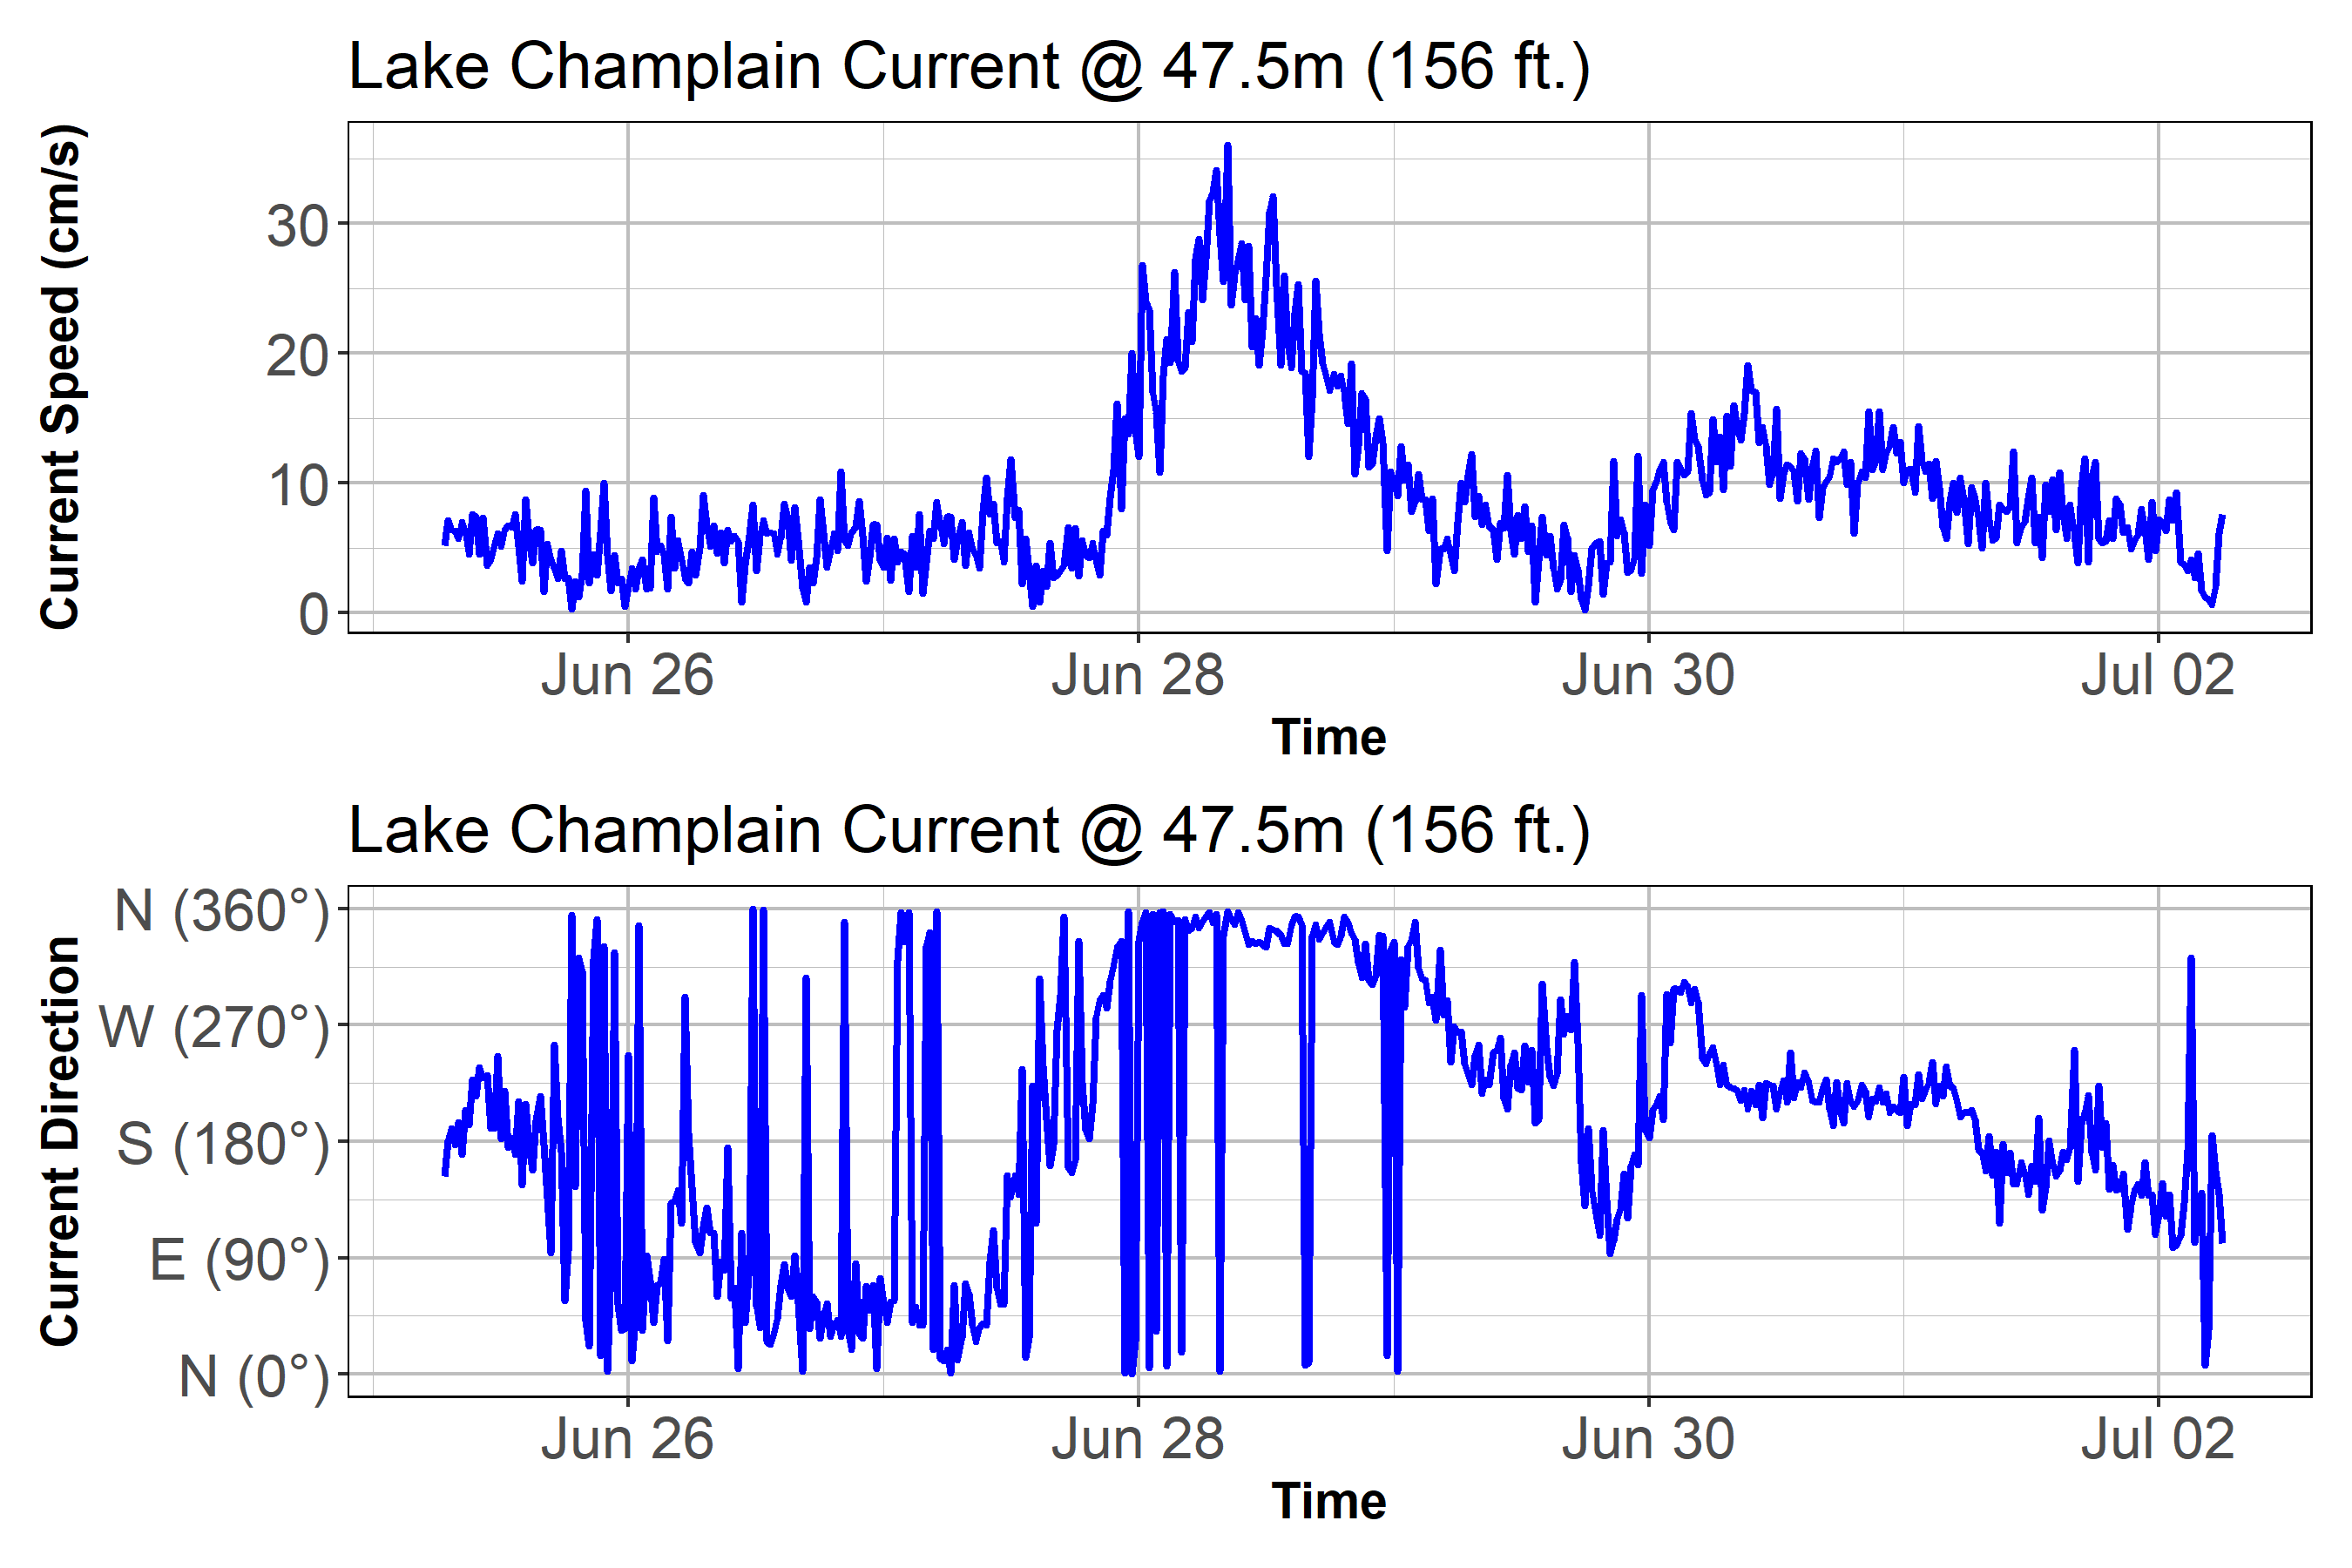 Lake Champlain Current @ 47.5m (156 ft.)
Current Speed (cm/s)
30
20
10
0
Jun 26 Jun 28 Jun 30 Jul 02
Time
Lake Champlain Current @ 47.5m (156 ft.)
Current Direction
N (360°)
W (270°)
S (180°)
E (90°)
N (0°)
Jun 26 Jun 28 Jun 30 Jul 02
Time